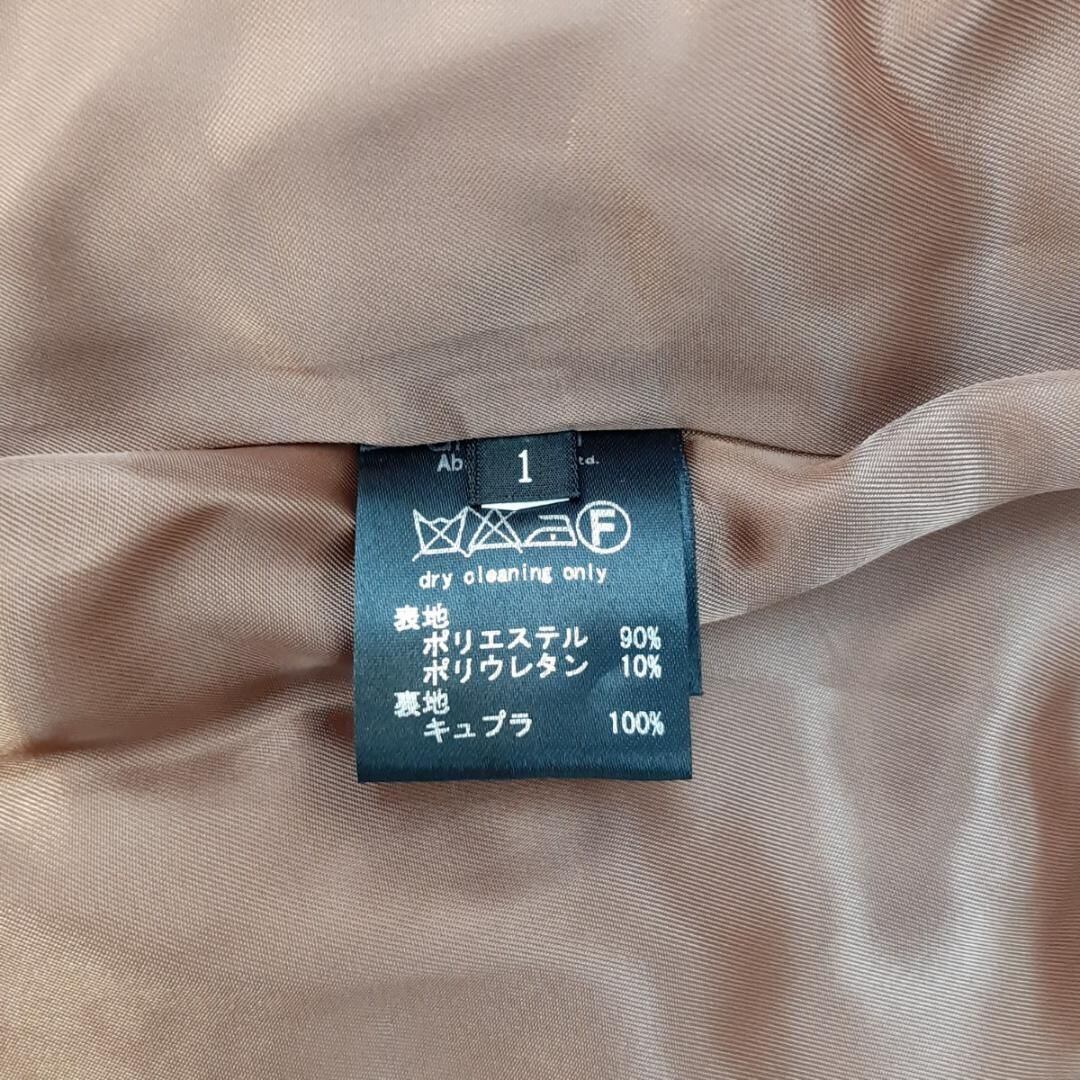 1
F
dry cleaning only
表地
ポリエステル 90%
ポリウレタン 10%
裏地
キュプラ 100%